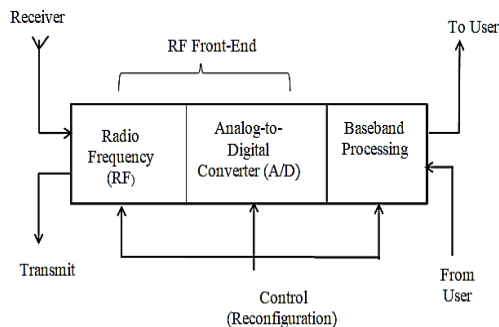 Receiver
To User
RF Front-End
Radio
Frequency
(RF)
Analog-to-
Digital
Converter (A/D)
Baseband
Processing
Transmit
From
User
Control
(Reconfiguration)